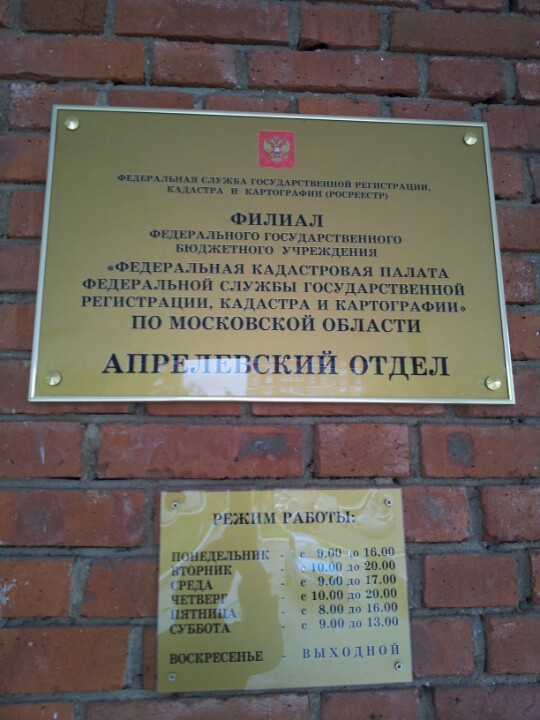 ФЕДЕРАЛЬНАЯ СЛУЖБА ГОСУДАРСТВЕННОЙ РЕГИСТРАЦИИ,
КАДАСТРА И КАРТОГРАФИИ (РОСРЕЕСТР)
ФИЛИАЛ
ФЕДЕРАЛЬНОГО ГОСУДАРСТВЕННОГО
БЮДЖЕТНОГО УЧРЕЖДЕНИЯ
«ФЕДЕРАЛЬНАЯ КАДАСТРОВАЯ ПАЛАТА
ФЕДЕРАЛЬНОЙ СЛУЖБЫ ГОСУДАРСТВЕННОЙ
РЕГИСТРАЦИИ, КАДАСТРА И КАРТОГРАФИИ»
ПО МОСКОВСКОЙ ОБЛАСТИ
АПРЕЛЕВСКИЙ ОТДЕЛ
РЕЖИМ РАБОТЫ:
ПОНЕДЕЛЬНИК - с 9.00 до 16.00
ВТОРНИК - с 10.00 до 20.00
СРЕДА - с 9.00 до 17.00
ЧЕТВЕРГ - с 10.00 до 20.00
ПЯТНИЦА - с 8.00 до 16.00
СУББОТА - с 9.00 до 13.00
ВОСКРЕСЕНЬЕ - ВЫХОДНОЙ